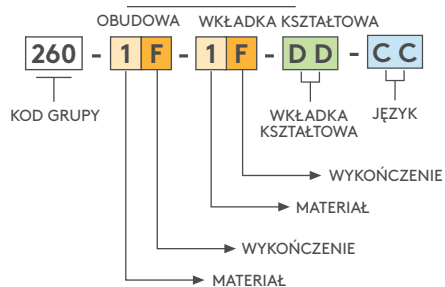 OBUDOWA WKŁADKA KSZTAŁTOWA
260 - 1 F - 1 F - D D - C C
KOD GRUPY
WKŁADKA
KSZTAŁTOWA
JĘZYK
WYKOŃCZENIE
MATERIAŁ
WYKOŃCZENIE
MATERIAŁ